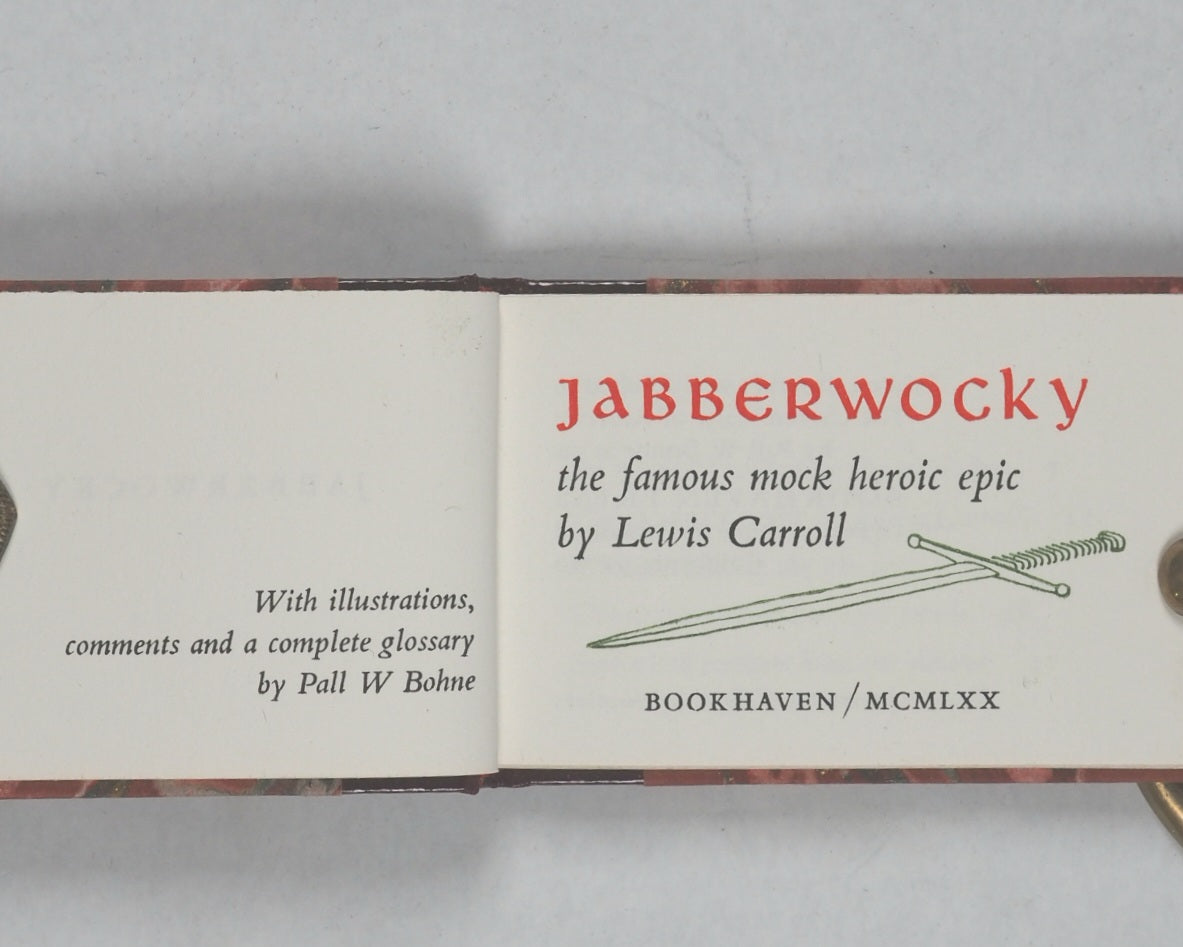 With illustrations,
comments and a complete glossary
by Pall W Bohne
JABBERWOCKY
the famous mock heroic epic
by Lewis Carroll
BOOKHAVEN / MCMLXX